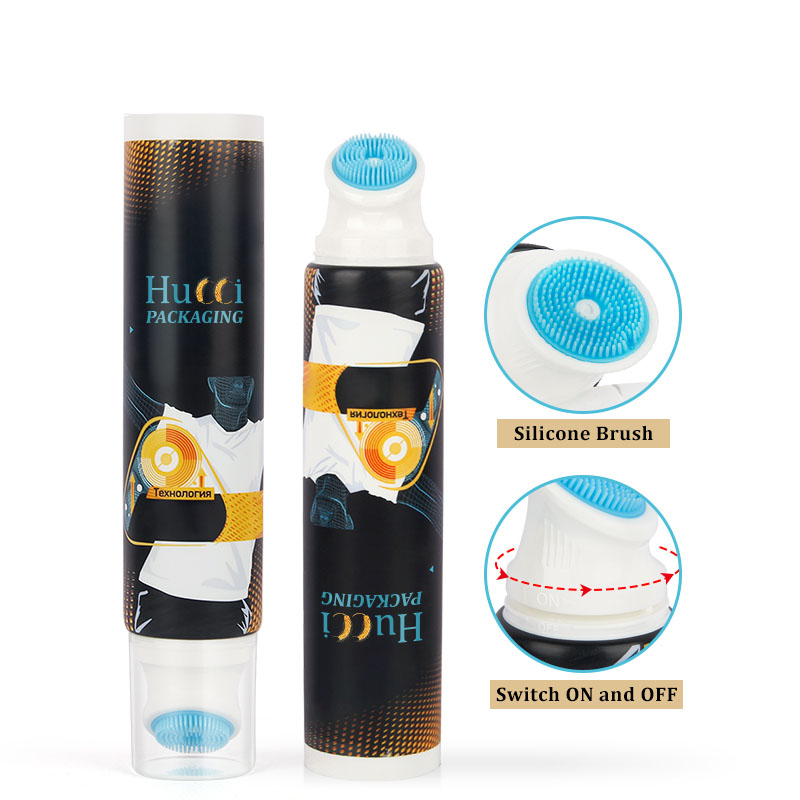 Hucci
PACKAGING
Технология
Технология
Hucci
PACKAGING
Silicone Brush
ON
OFF
Switch ON and OFF